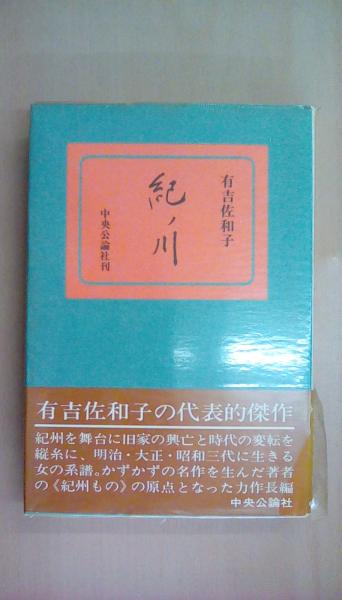 有吉佐和子
紀ノ川
中央公論社刊
有吉佐和子の代表的傑作
紀州を舞台に旧家の興亡と時代の変転を
縦糸に、明治・大正・昭和三代に生きる
女の系譜。かずかずの名作を生んだ著者
の《紀州もの》の原点となった力作長編
中央公論社